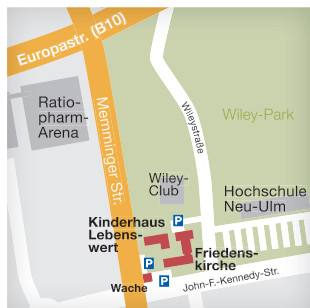 Europastr. (B10)
Ratio-
pharm-
Arena
Memminger Str.
Wileystraße
Wiley-Park
Wiley-
Club
Hochschule
Neu-Ulm
Kinderhaus
Lebens-
wert
P
Friedens-
kirche
P
P
Wache
John-F.-Kennedy-Str.